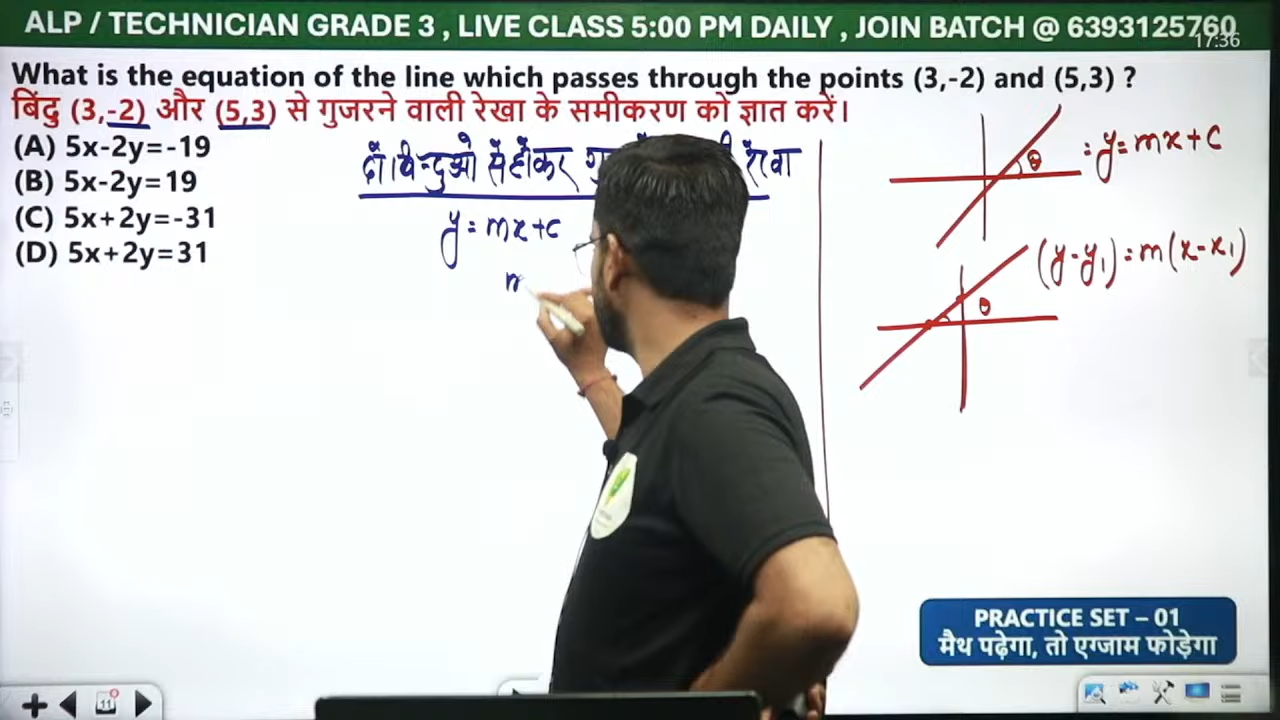 ALP / TECHNICIAN GRADE 3 , LIVE CLASS 5:00 PM DAILY , JOIN BATCH @ 6393125760
17:36
What is the equation of the line which passes through the points (3,-2) and (5,3) ?
बिंदु (3,-2) और (5,3) से गुजरने वाली रेखा के समीकरण को ज्ञात करें।
(A) 5x-2y=-19
(B) 5x-2y=19
(C) 5x+2y=-31
(D) 5x+2y=31
दो बिन्दुओ से होकर
y = mx+c
θ : y = mx + c
(y-y₁) = m(x-x₁)
θ
PRACTICE SET – 01
मैथ पढ़ेगा, तो एग्जाम फोड़ेगा
11